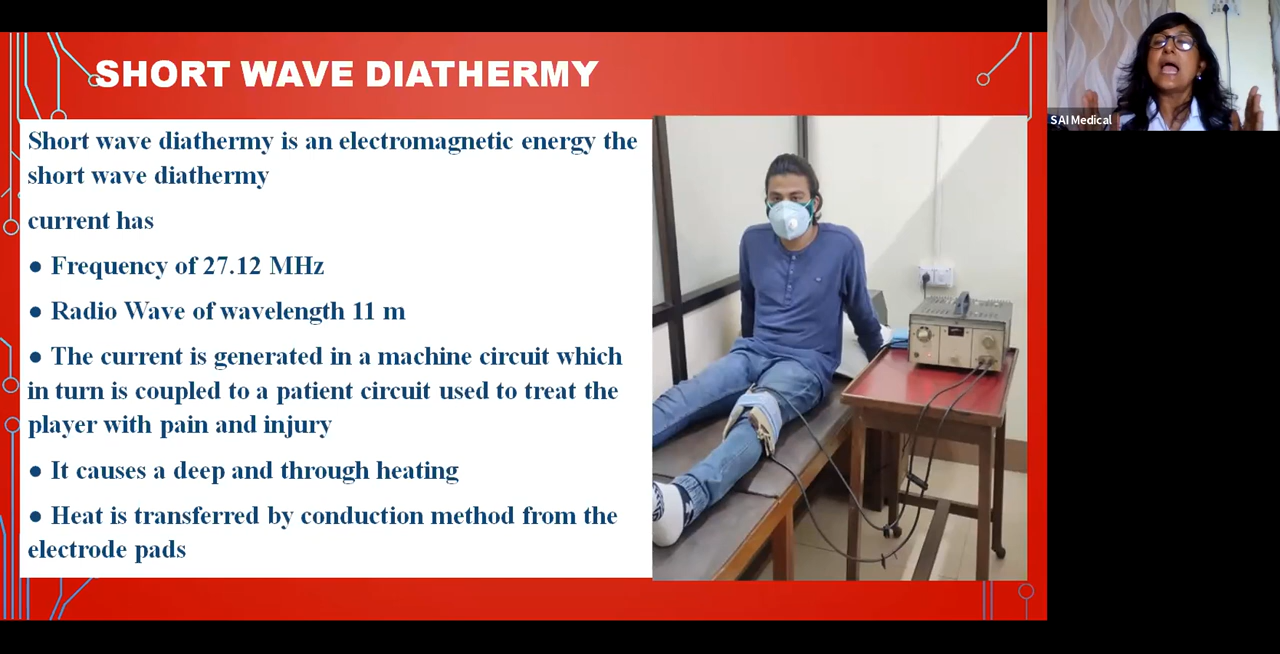 SHORT WAVE DIATHERMY
Short wave diathermy is an electromagnetic energy the
short wave diathermy
current has
● Frequency of 27.12 MHz
● Radio Wave of wavelength 11 m
● The current is generated in a machine circuit which
in turn is coupled to a patient circuit used to treat the
player with pain and injury
● It causes a deep and through heating
● Heat is transferred by conduction method from the
electrode pads
SAI Medical